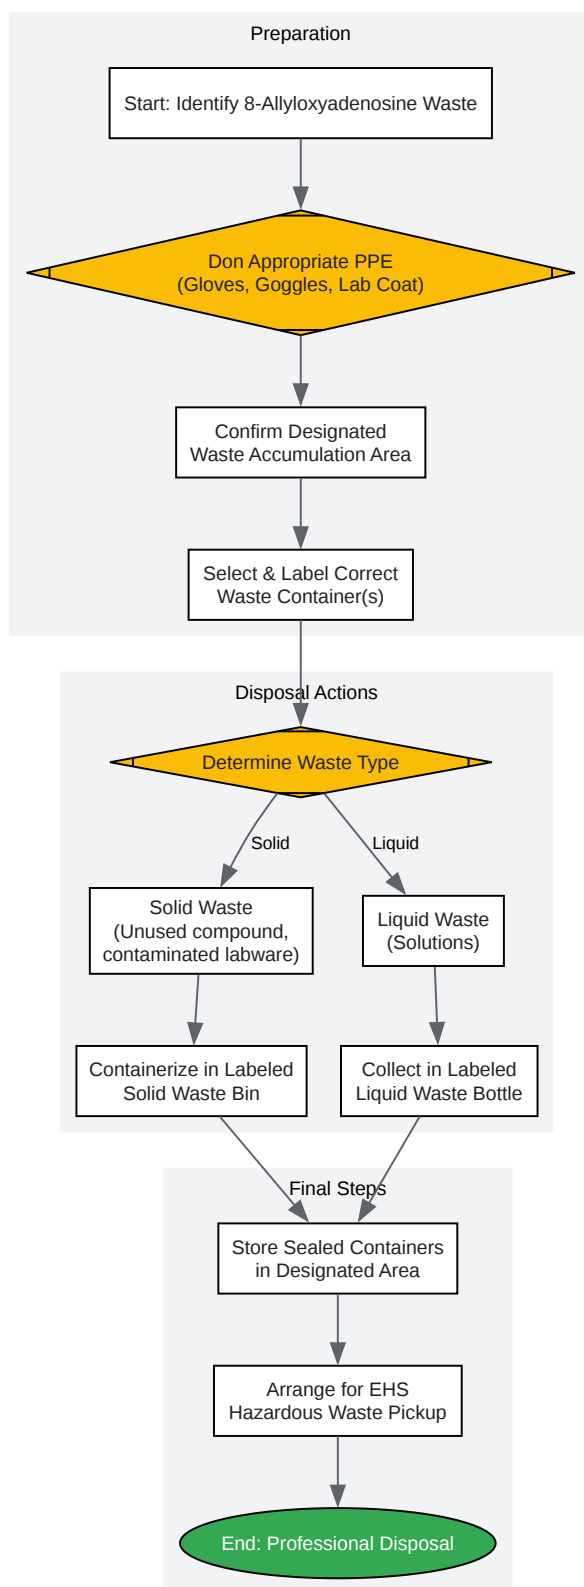 Preparation
Start: Identify 8-Allyloxyadenosine Waste
Don Appropriate PPE
(Gloves, Goggles, Lab Coat)
Confirm Designated
Waste Accumulation Area
Select & Label Correct
Waste Container(s)
Disposal Actions
Determine Waste Type
Solid
Liquid
Solid Waste
(Unused compound,
contaminated labware)
Liquid Waste
(Solutions)
Containerize in Labeled
Solid Waste Bin
Collect in Labeled
Liquid Waste Bottle
Final Steps
Store Sealed Containers
in Designated Area
Arrange for EHS
Hazardous Waste Pickup
End: Professional Disposal